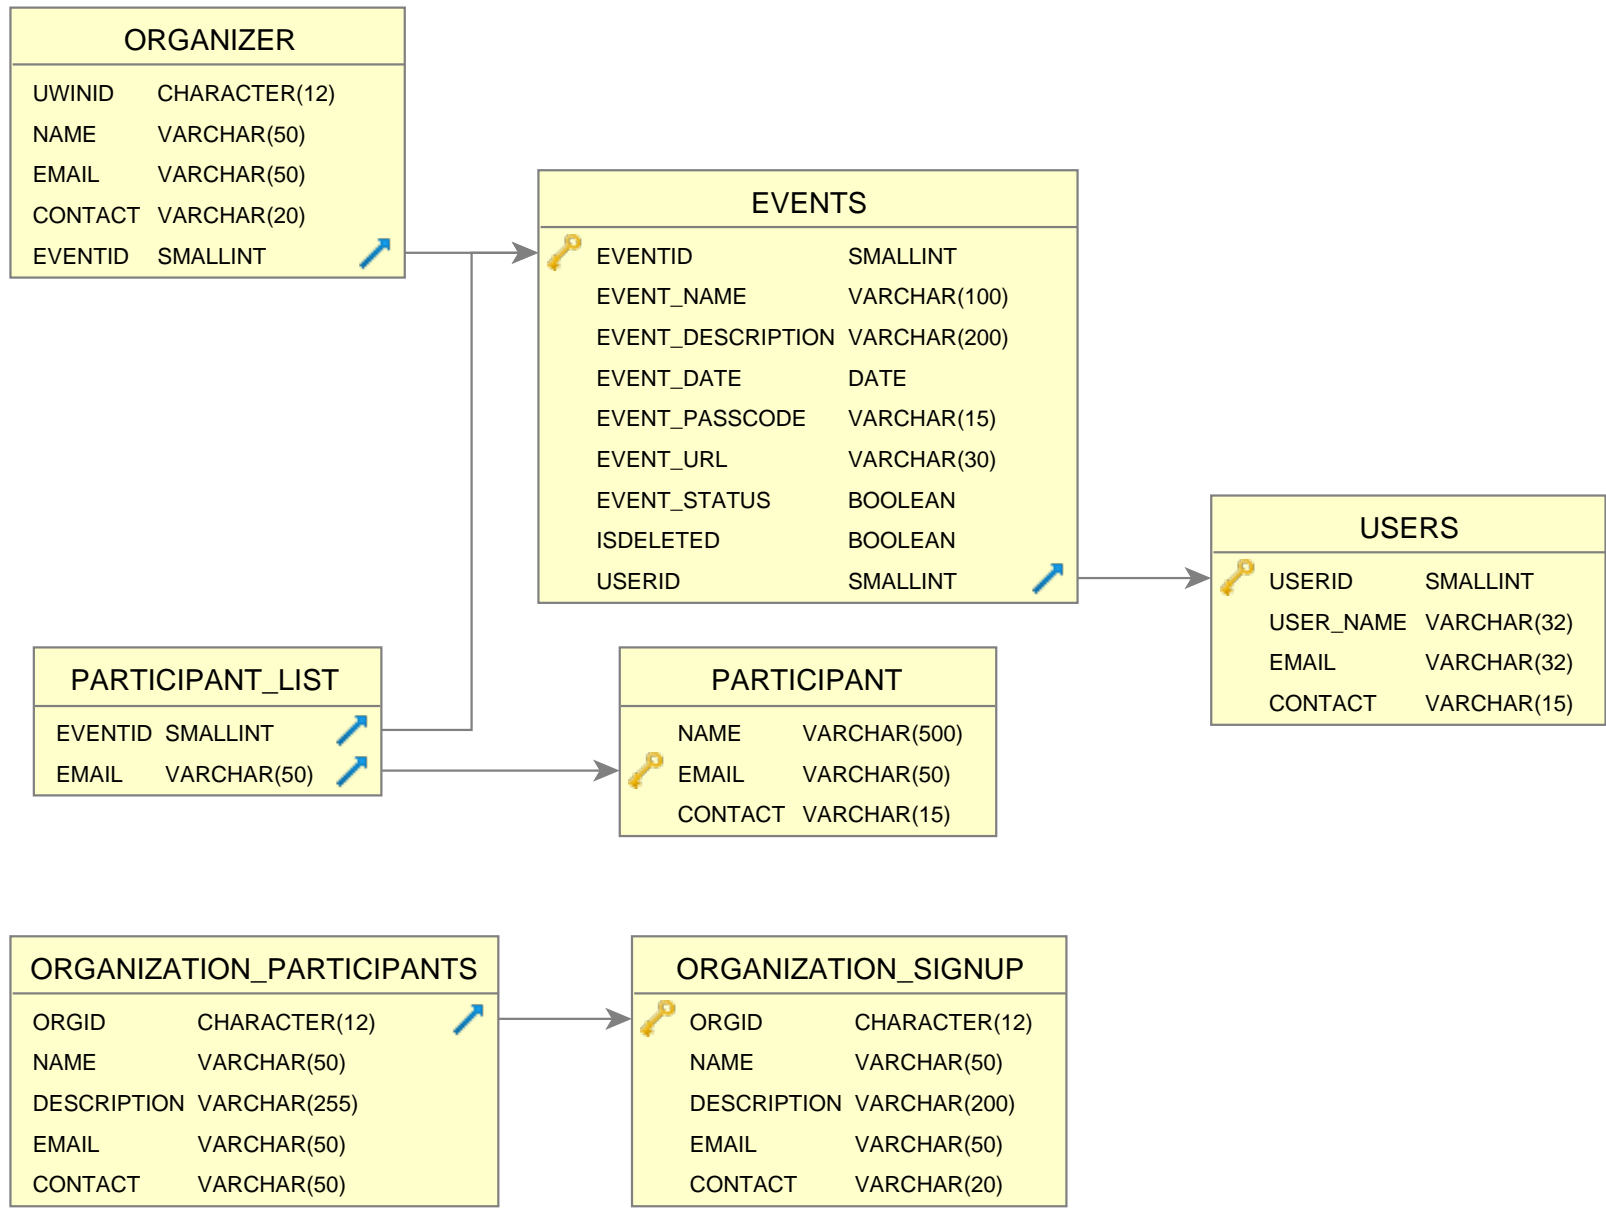 ORGANIZER
UWINID CHARACTER(12)
NAME VARCHAR(50)
EMAIL VARCHAR(50)
CONTACT VARCHAR(20)
EVENTID SMALLINT
EVENTS
EVENTID SMALLINT
EVENT_NAME VARCHAR(100)
EVENT_DESCRIPTION VARCHAR(200)
EVENT_DATE DATE
EVENT_PASSCODE VARCHAR(15)
EVENT_URL VARCHAR(30)
EVENT_STATUS BOOLEAN
ISDELETED BOOLEAN
USERID SMALLINT
USERS
USERID SMALLINT
USER_NAME VARCHAR(32)
EMAIL VARCHAR(32)
CONTACT VARCHAR(15)
PARTICIPANT_LIST
EVENTID SMALLINT
EMAIL VARCHAR(50)
PARTICIPANT
NAME VARCHAR(500)
EMAIL VARCHAR(50)
CONTACT VARCHAR(15)
ORGANIZATION_PARTICIPANTS
ORGID CHARACTER(12)
NAME VARCHAR(50)
DESCRIPTION VARCHAR(255)
EMAIL VARCHAR(50)
CONTACT VARCHAR(50)
ORGANIZATION_SIGNUP
ORGID CHARACTER(12)
NAME VARCHAR(50)
DESCRIPTION VARCHAR(200)
EMAIL VARCHAR(50)
CONTACT VARCHAR(20)